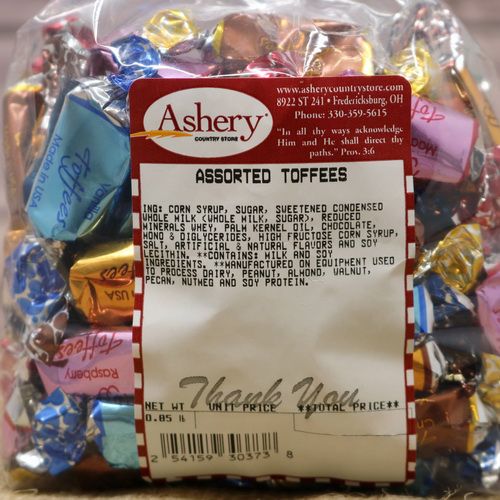 www.asherycountrystore.com
8922 ST 241 • Fredericksburg, OH
Phone: 330-359-5615
"In all thy ways acknowledge
Him and He shall direct thy
paths." Prov. 3:6
Ashery
COUNTRY STORE
ASSORTED TOFFEES
ING: CORN SYRUP, SUGAR, SWEETENED CONDENSED
WHOLE MILK (WHOLE MILK, SUGAR), REDUCED
MINERALS WHEY, PALM KERNEL OIL, CHOCOLATE,
MONO & DIGLYCERIDES, HIGH FRUCTOSE CORN SYRUP,
SALT, ARTIFICIAL & NATURAL FLAVORS AND SOY
LECITHIN. **CONTAINS: MILK AND SOY
INGREDIENTS. **MANUFACTURED ON EQUIPMENT USED
TO PROCESS DAIRY, PEANUT, ALMOND, WALNUT,
PECAN, NUTMEG AND SOY PROTEIN.
Thank You
NET WT UNIT PRICE **TOTAL PRICE**
0.85 lb
2 54159 30373 8
Vanilla
Toffees
Made in USA
Toffees
Raspberry
Toffees
USA